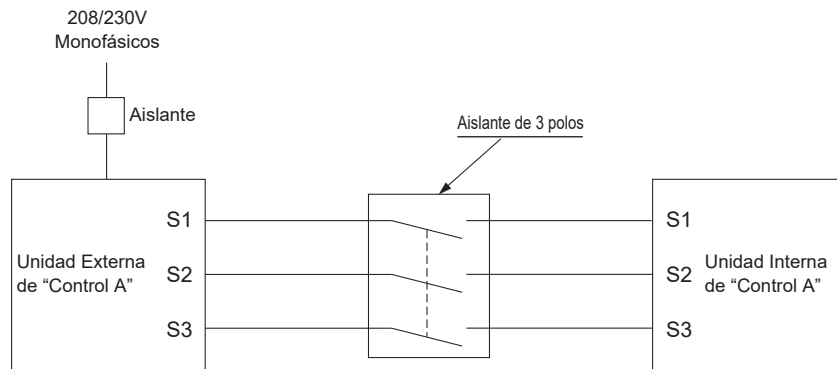 208/230V
Monofásicos
Aislante
Aislante de 3 polos
S1
S1
Unidad Externa
de “Control A”
S2
S2
Unidad Interna
de “Control A”
S3
S3